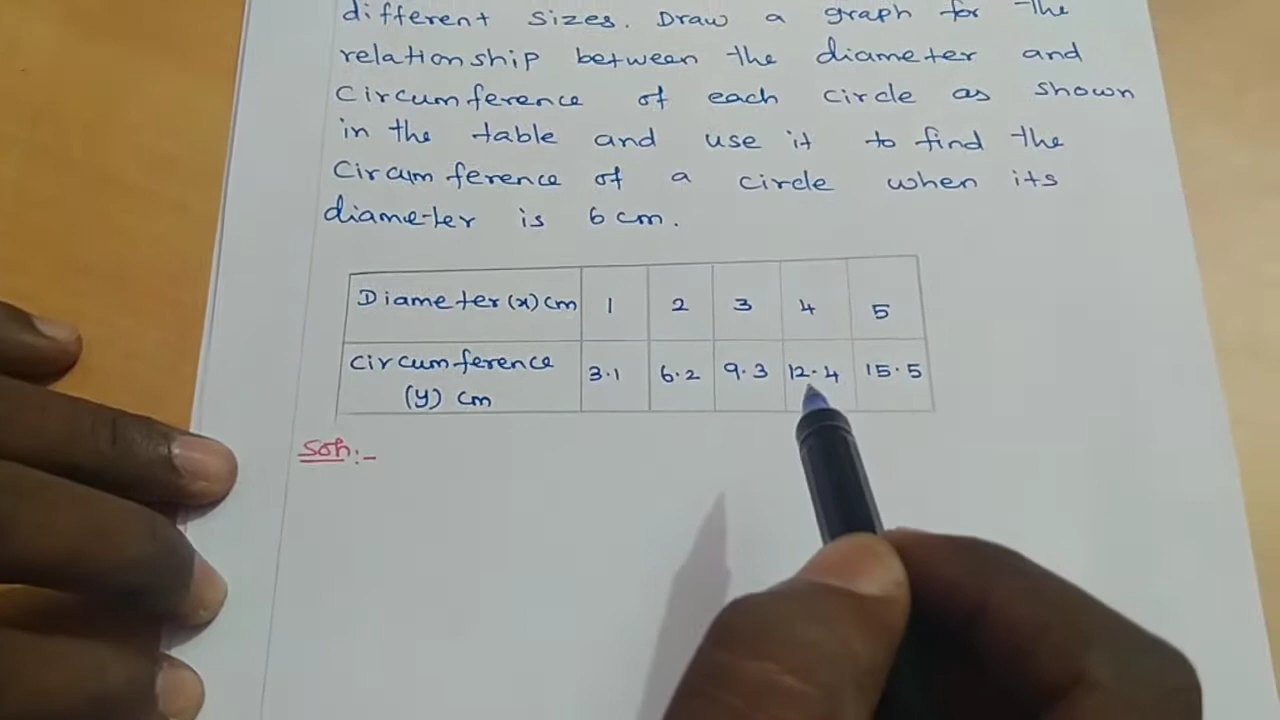 different sizes. Draw a graph for the
relationship between the diameter and
Circumference of each circle as shown
in the table and use it to find the
Circumference of a circle when its
diameter is 6 cm.
Diameter (x) cm 1 2 3 4 5
Circumference 3.1 6.2 9.3 12.4 15.5
(y) cm
Soln:-